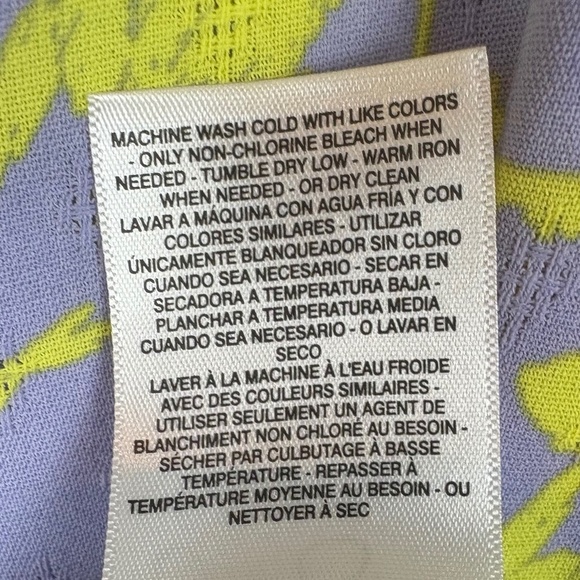 MACHINE WASH COLD WITH LIKE COLORS
- ONLY NON-CHLORINE BLEACH WHEN
NEEDED - TUMBLE DRY LOW - WARM IRON
WHEN NEEDED - OR DRY CLEAN
LAVAR A MÁQUINA CON AGUA FRÍA Y CON
COLORES SIMILARES - UTILIZAR
ÚNICAMENTE BLANQUEADOR SIN CLORO
CUANDO SEA NECESARIO - SECAR EN
SECADORA A TEMPERATURA BAJA -
PLANCHAR A TEMPERATURA MEDIA
CUANDO SEA NECESARIO - O LAVAR EN
SECO
LAVER À LA MACHINE À L'EAU FROIDE
AVEC DES COULEURS SIMILAIRES -
UTILISER SEULEMENT UN AGENT DE
BLANCHIMENT NON CHLORÉ AU BESOIN -
SÉCHER PAR CULBUTAGE À BASSE
TEMPÉRATURE - REPASSER À
TEMPÉRATURE MOYENNE AU BESOIN - OU
NETTOYER À SEC